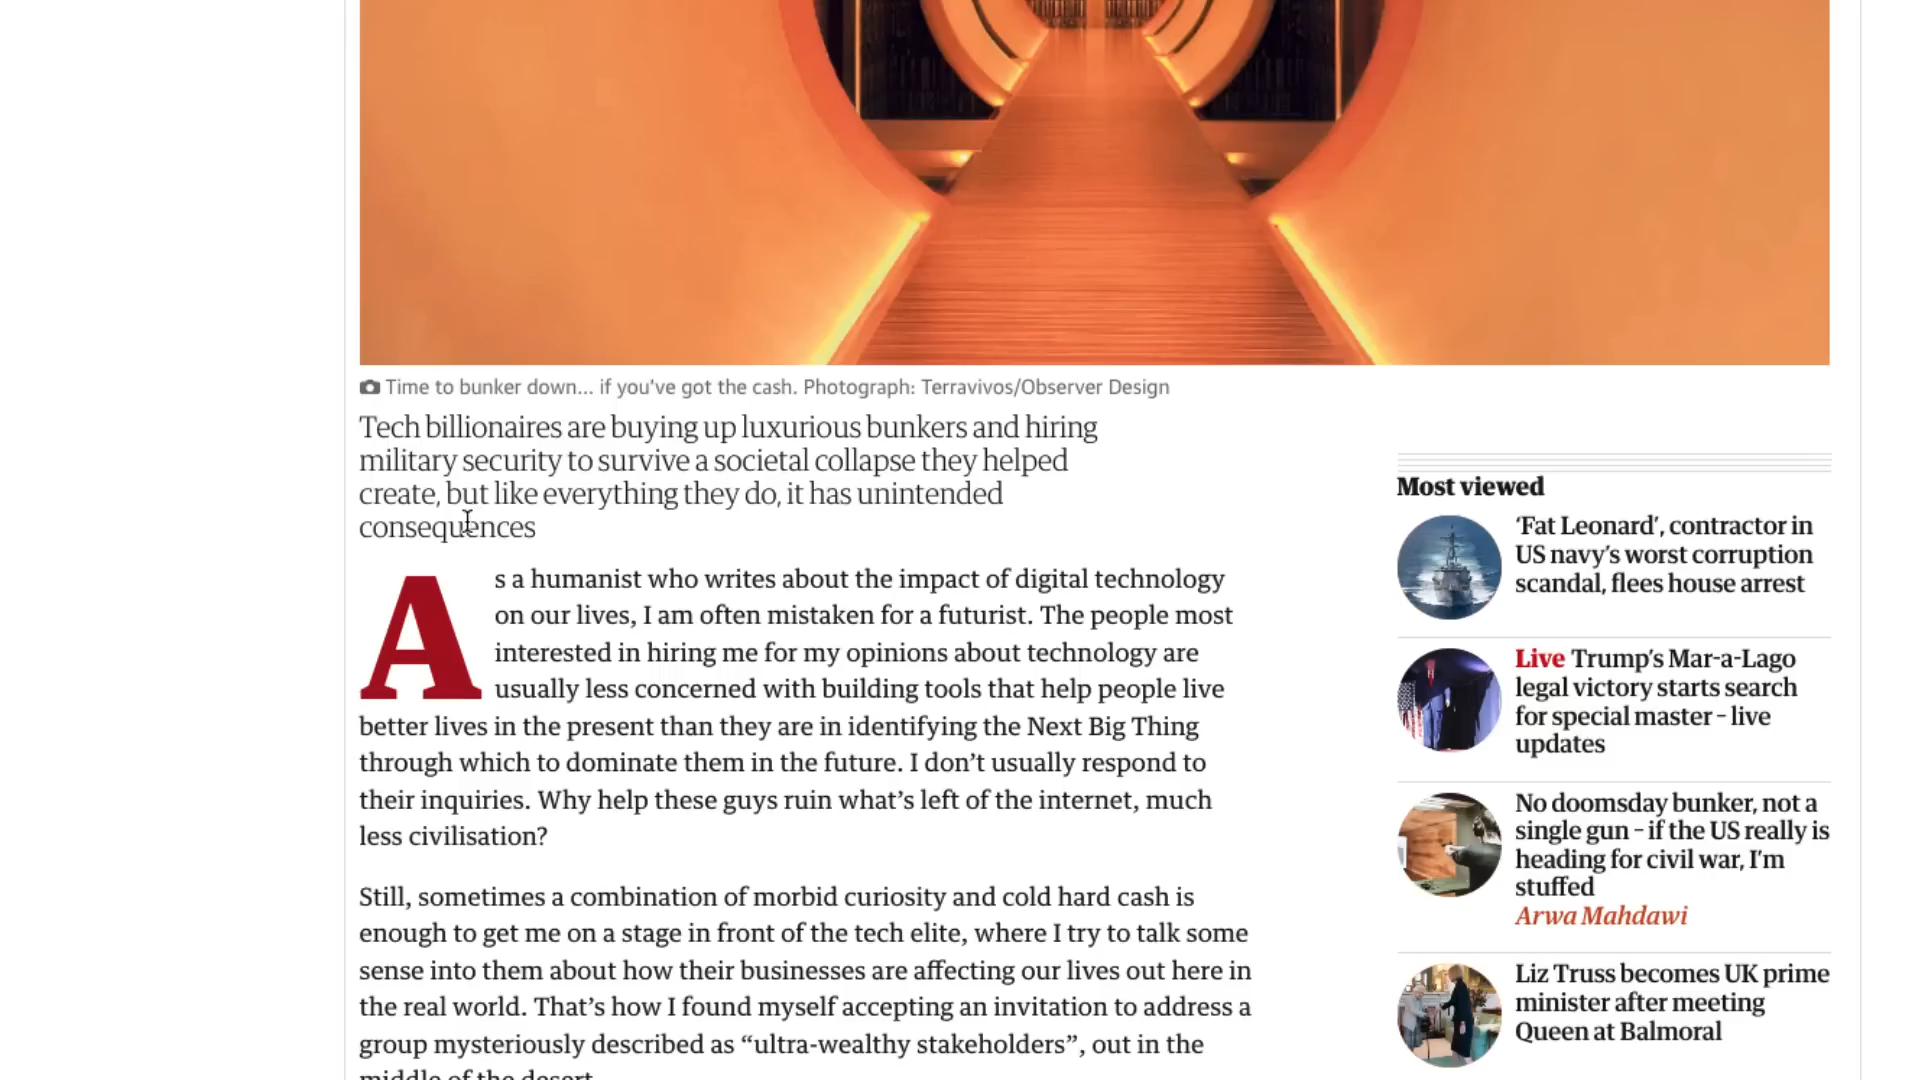 Time to bunker down... if you’ve got the cash. Photograph: Terravivos/Observer Design
Tech billionaires are buying up luxurious bunkers and hiring
military security to survive a societal collapse they helped
create, but like everything they do, it has unintended
consequences
As a humanist who writes about the impact of digital technology
on our lives, I am often mistaken for a futurist. The people most
interested in hiring me for my opinions about technology are
usually less concerned with building tools that help people live
better lives in the present than they are in identifying the Next Big Thing
through which to dominate them in the future. I don’t usually respond to
their inquiries. Why help these guys ruin what’s left of the internet, much
less civilisation?
Still, sometimes a combination of morbid curiosity and cold hard cash is
enough to get me on a stage in front of the tech elite, where I try to talk some
sense into them about how their businesses are affecting our lives out here in
the real world. That’s how I found myself accepting an invitation to address a
group mysteriously described as “ultra-wealthy stakeholders”, out in the
middle of the desert.
Most viewed
‘Fat Leonard’, contractor in
US navy’s worst corruption
scandal, flees house arrest
Live Trump’s Mar-a-Lago
legal victory starts search
for special master – live
updates
No doomsday bunker, not a
single gun – if the US really is
heading for civil war, I’m
stuffed
Arwa Mahdawi
Liz Truss becomes UK prime
minister after meeting
Queen at Balmoral